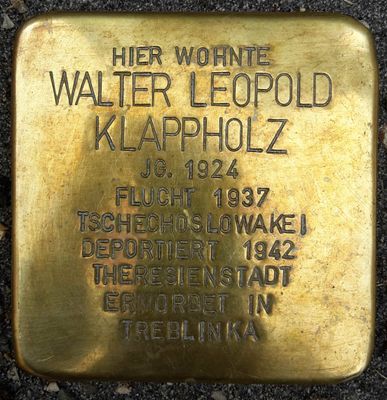 HIER WOHNTE
WALTER LEOPOLD
KLAPPHOLZ
JG. 1924
FLUCHT 1937
TSCHECHOSLOWAKEI
DEPORTIERT 1942
THERESIENSTADT
ERMORDET IN
TREBLINKA